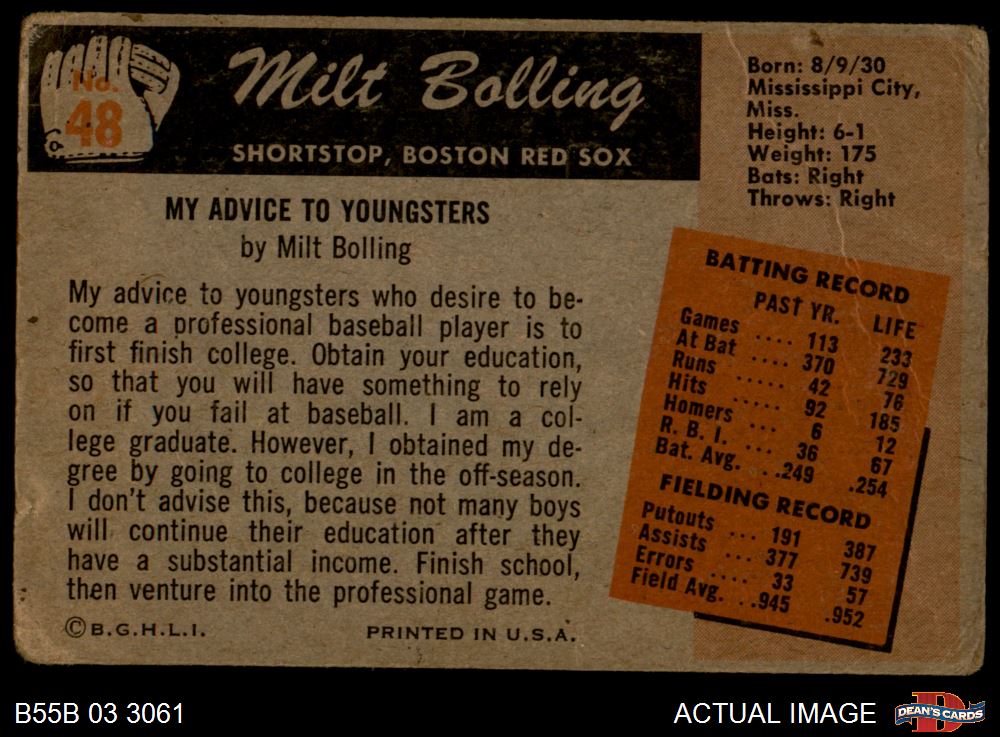 No.
48
Milt Bolling
SHORTSTOP, BOSTON RED SOX
Born: 8/9/30
Mississippi City,
Miss.
Height: 6-1
Weight: 175
Bats: Right
Throws: Right
MY ADVICE TO YOUNGSTERS
by Milt Bolling
My advice to youngsters who desire to be-
come a professional baseball player is to
first finish college. Obtain your education,
so that you will have something to rely
on if you fail at baseball. I am a col-
lege graduate. However, I obtained my de-
gree by going to college in the off-season.
I don't advise this, because not many boys
will continue their education after they
have a substantial income. Finish school,
then venture into the professional game.
©B.G.H.L.I. PRINTED IN U.S.A.
BATTING RECORD
PAST YR. LIFE
Games .... 113 233
At Bat .... 370 729
Runs ..... 42 76
Hits ..... 92 185
Homers ... 6 12
R. B. I. ... 36 67
Bat. Avg. ..249 .254
FIELDING RECORD
Putouts ... 191 387
Assists ... 377 739
Errors .... 33 57
Field Avg. ..945 .952
B55B 03 3061
ACTUAL IMAGE
D
DEAN'S CARDS